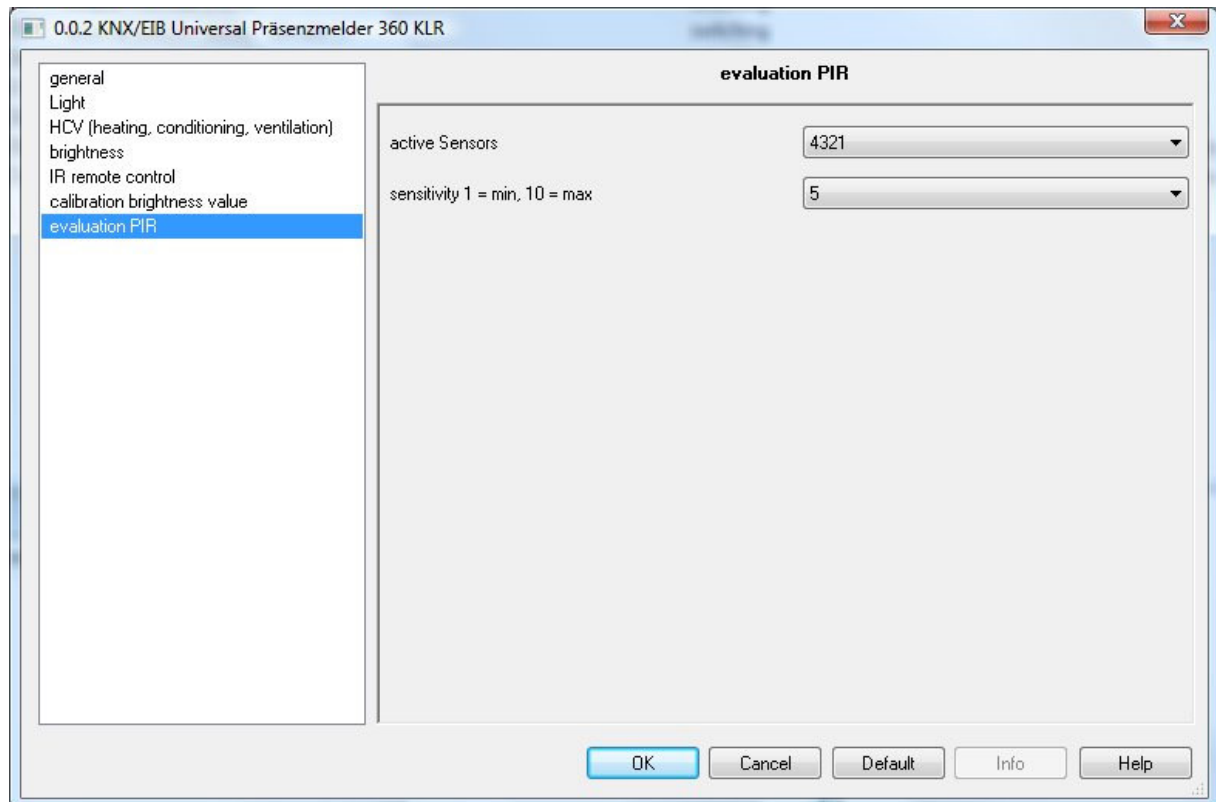 0.0.2 KNX/EIB Universal Präsenzmelder 360 KLR
general
Light
HCV (heating, conditioning, ventilation)
brightness
IR remote control
calibration brightness value
evaluation PIR
evaluation PIR
active Sensors 4321
sensitivity 1 = min, 10 = max 5
OK Cancel Default Info Help